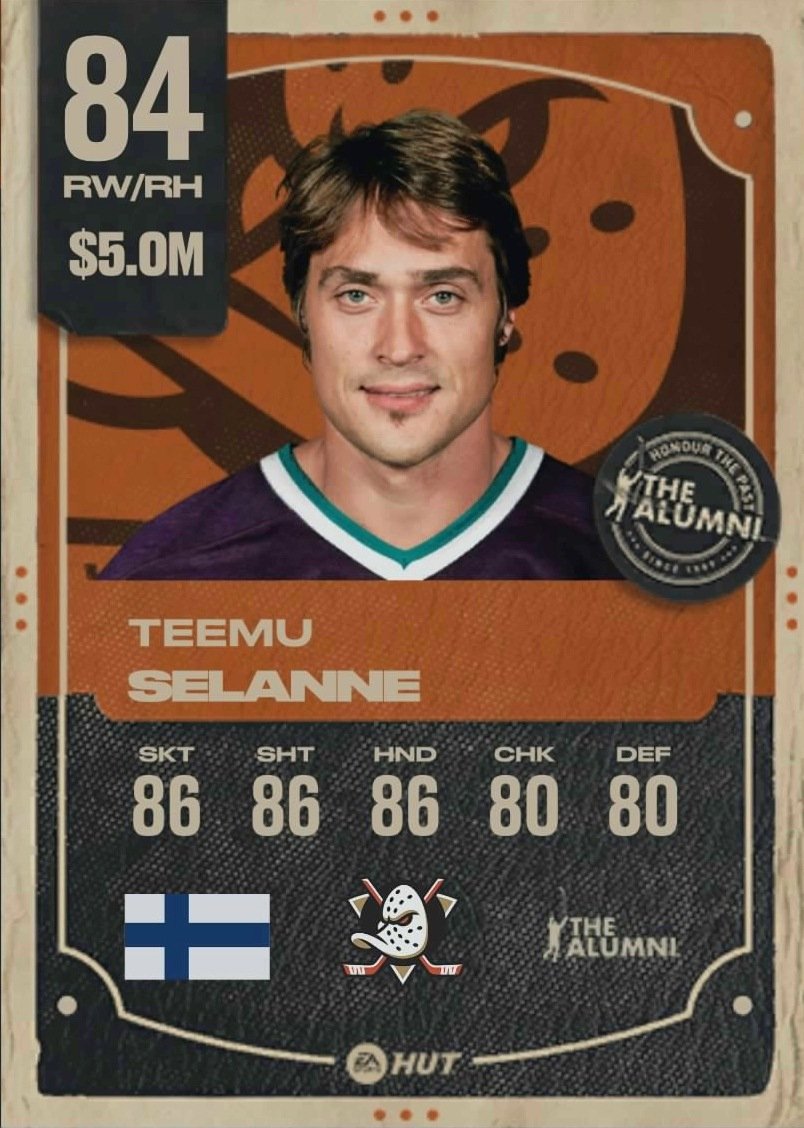 84
RW/RH
$5.0M
HONOUR THE PAST
THE
ALUMNI
TEEMU
SELANNE
SKT SHT HND CHK DEF
86 86 86 80 80
THE
ALUMNI
EA HUT